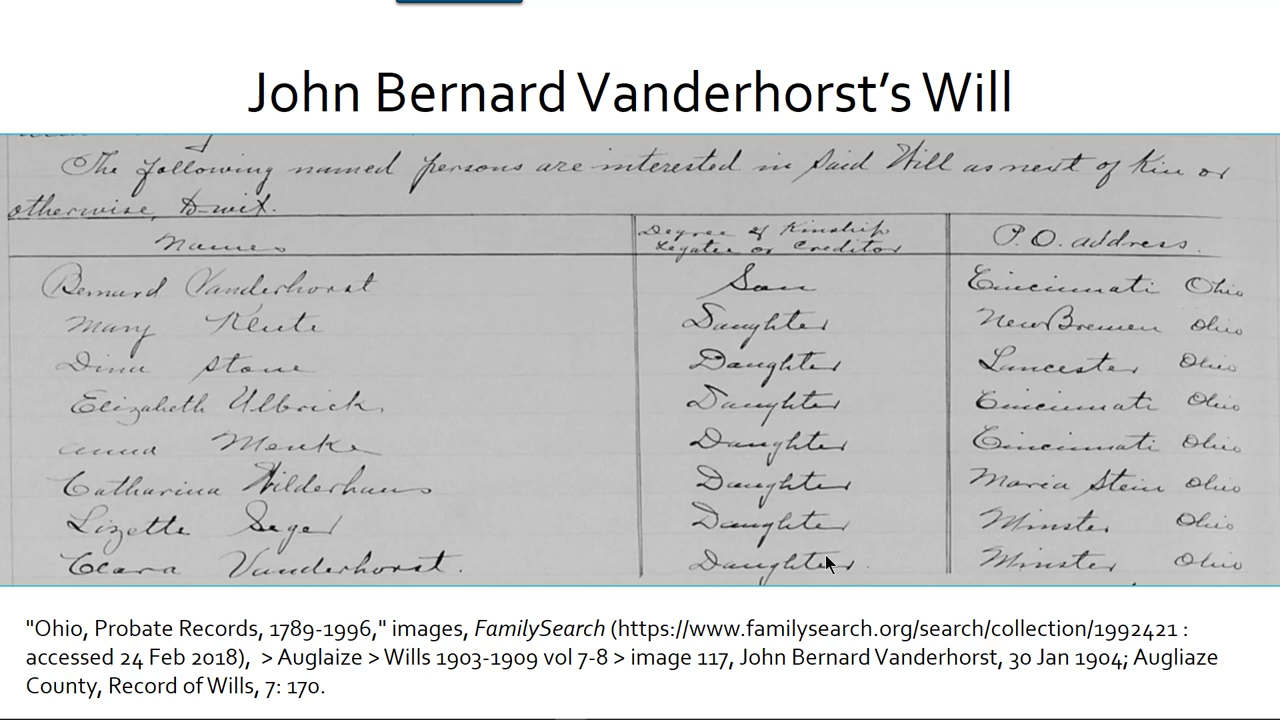 John Bernard Vanderhorst’s Will
The following named persons are interested in Said Will as next of Kin or
otherwise, to-wit.
Names Degree of Kinship Legatee or Creditor P.O. address.
Bernard Vanderhorst Son Cincinnati Ohio
Mary Klute Daughter New Bremen Ohio
Dina Stone Daughter Lancester Ohio
Elizabeth Ulbrick. Daughter Cincinnati Ohio
Anna Menke Daughter Cincinnati Ohio
Catharina Wilderhaus Daughter Maria Stein Ohio
Lizette Seger Daughter Minster Ohio
Clara Vanderhorst. Daughter Minster Ohio
"Ohio, Probate Records, 1789-1996," images, FamilySearch (https://www.familysearch.org/search/collection/1992421 :
accessed 24 Feb 2018), > Auglaize > Wills 1903-1909 vol 7-8 > image 117, John Bernard Vanderhorst, 30 Jan 1904; Augliaze
County, Record of Wills, 7: 170.